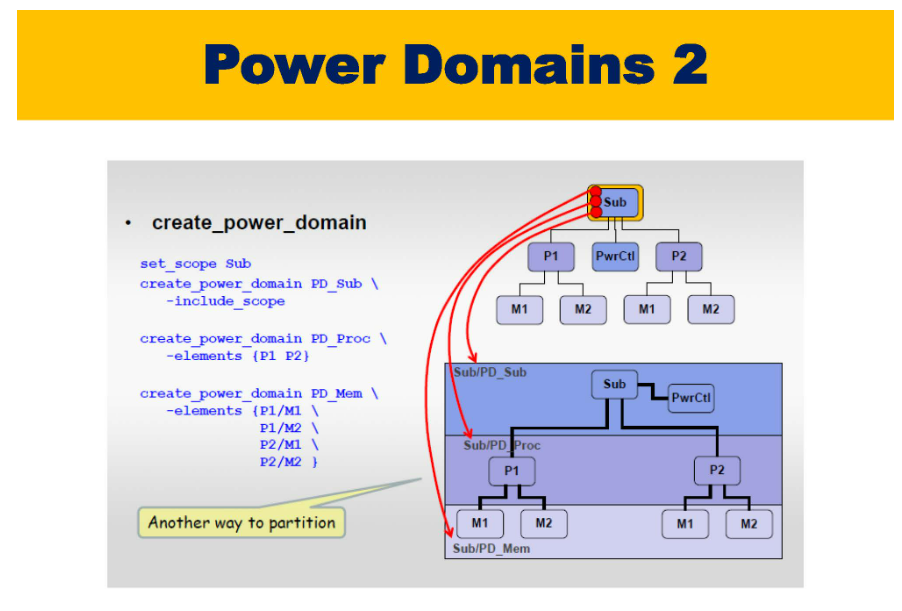 Power Domains 2
• create_power_domain
set_scope Sub
create_power_domain PD_Sub \
-include_scope
create_power_domain PD_Proc \
-elements {P1 P2}
create_power_domain PD_Mem \
-elements {P1/M1 \
P1/M2 \
P2/M1 \
P2/M2 }
Another way to partition
Sub
P1 PwrCtl P2
M1 M2 M1 M2
Sub/PD_Sub
Sub
PwrCtl
Sub/PD_Proc
P1 P2
M1 M2 M1 M2
Sub/PD_Mem